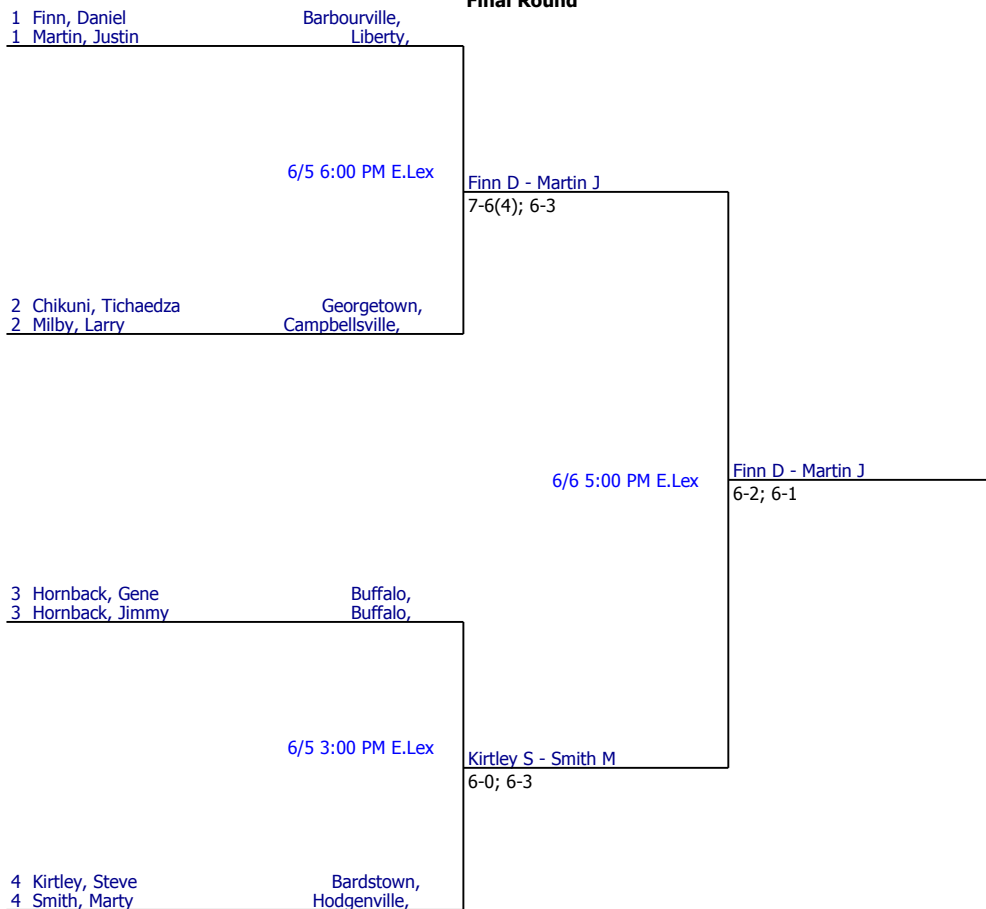 Final Round
1 Finn, Daniel Barbourville,
1 Martin, Justin Liberty,
6/5 6:00 PM E.Lex
Finn D - Martin J
7-6(4); 6-3
2 Chikuni, Tichaedza Georgetown,
2 Milby, Larry Campbellsville,
6/6 5:00 PM E.Lex
Finn D - Martin J
6-2; 6-1
3 Hornback, Gene Buffalo,
3 Hornback, Jimmy Buffalo,
6/5 3:00 PM E.Lex
Kirtley S - Smith M
6-0; 6-3
4 Kirtley, Steve Bardstown,
4 Smith, Marty Hodgenville,